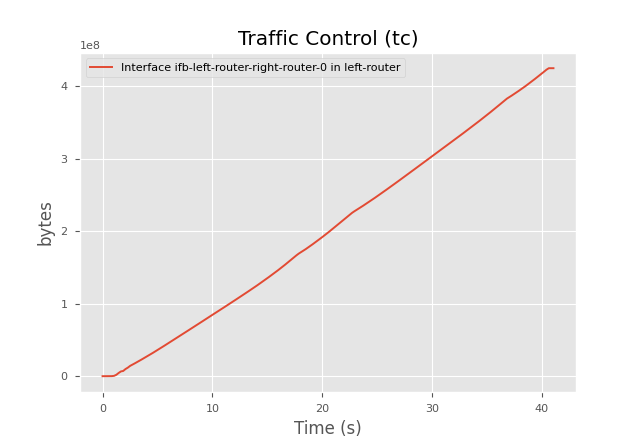 Traffic Control (tc)
1e8
Interface ifb-left-router-right-router-0 in left-router
4
3
2
1
0
bytes
0 10 20 30 40
Time (s)